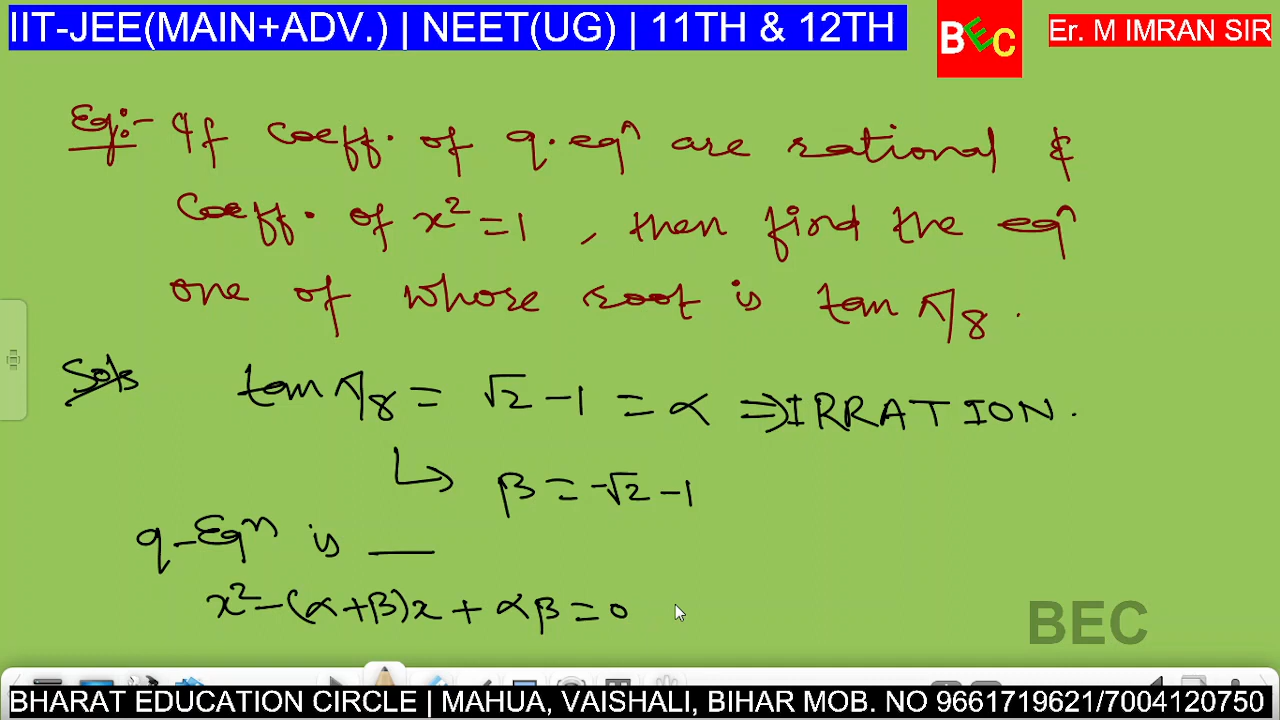 IIT-JEE(MAIN+ADV.) | NEET(UG) | 11TH & 12TH
BEC
Er. M IMRAN SIR
Eg:- If coeff. of q. eqⁿ are rational &
coeff. of x² = 1, then find the eqⁿ
one of whose root is tan π/8.
Solⁿ tan π/8 = √2 - 1 = α ⇒ IRRATION.
↳ β = -√2 - 1
q-Eqⁿ is __
x² - (α + β)x + αβ = 0
BEC
BHARAT EDUCATION CIRCLE | MAHUA, VAISHALI, BIHAR MOB. NO 9661719621/7004120750